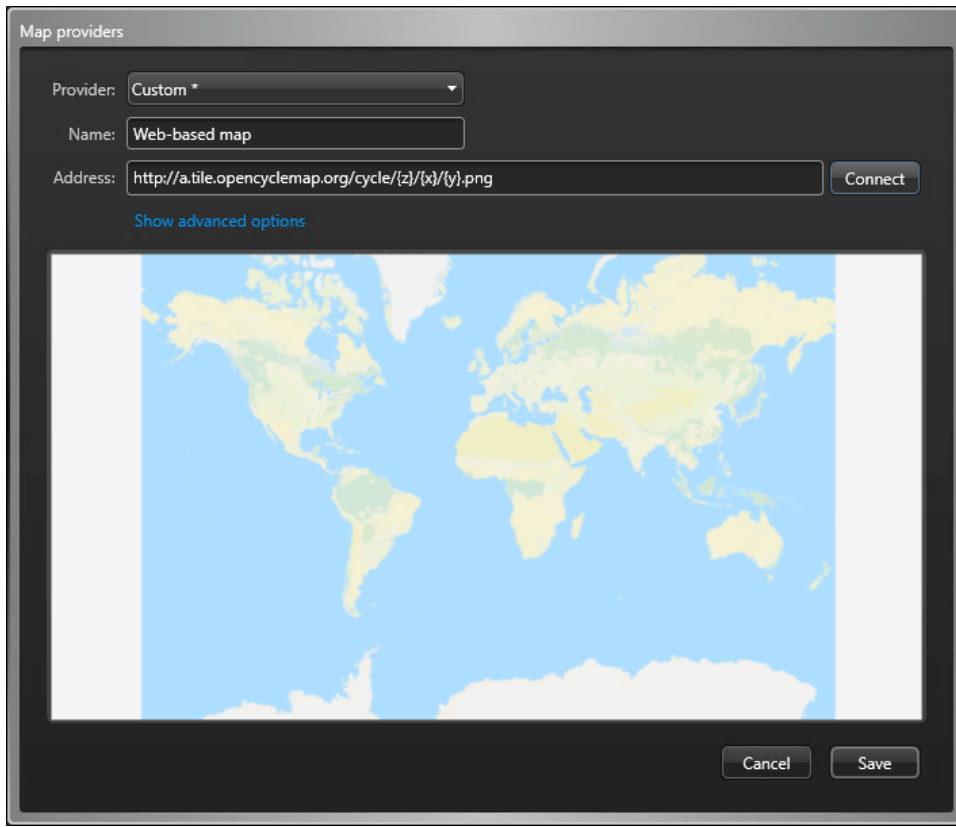 Map providers
Provider: Custom *
Name: Web-based map
Address: http://a.tile.opencyclemap.org/cycle/{z}/{x}/{y}.png Connect
Show advanced options
Cancel Save